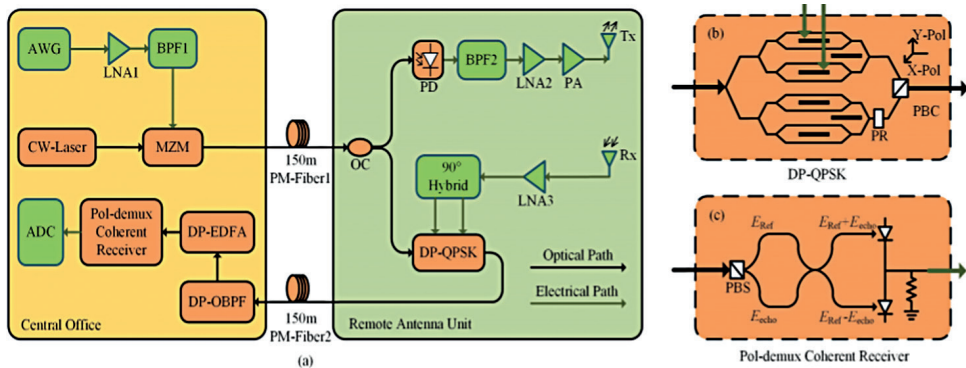 AWG
LNA1
BPF1
CW-Laser
MZM
ADC
Pol-demux
Coherent
Receiver
DP-EDFA
DP-OBPF
Central Office
150m
PM-Fiber1
150m
PM-Fiber2
OC
PD
BPF2
LNA2
PA
Tx
90°
Hybrid
LNA3
Rx
DP-QPSK
Optical Path
Electrical Path
Remote Antenna Unit
(a)
(b)
Y-Pol
X-Pol
PBC
PR
DP-QPSK
(c)
PBS
E_Ref
E_echo
E_Ref+E_echo
E_Ref-E_echo
Pol-demux Coherent Receiver